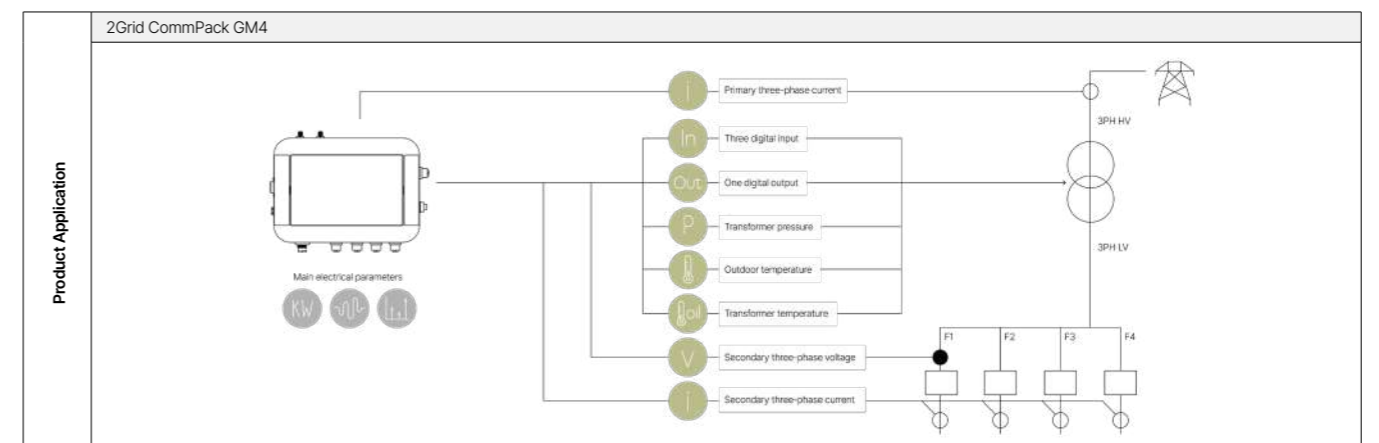 2Grid CommPack GM4
Product Application
i
Primary three-phase current
3PH HV
In
Three digital input
Out
One digital output
P
Transformer pressure
3PH LV
Outdoor temperature
Main electrical parameters
KW
oil
Transformer temperature
F1
F2
F3
F4
V
Secondary three-phase voltage
i
Secondary three-phase current